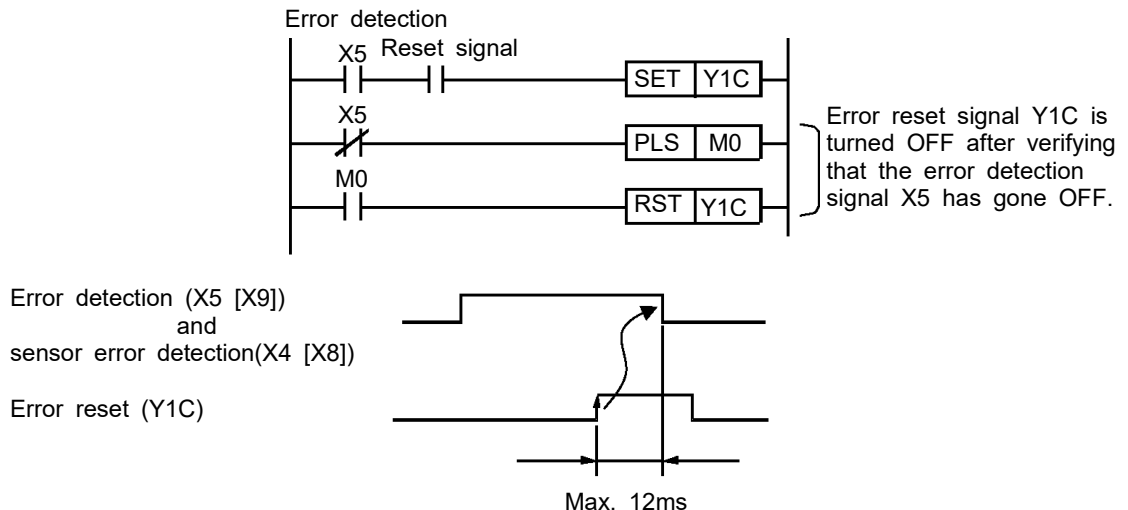 Error detection
X5 Reset signal
SET Y1C
X5
PLS M0
M0
RST Y1C
Error reset signal Y1C is
turned OFF after verifying
that the error detection
signal X5 has gone OFF.
Error detection (X5 [X9])
and
sensor error detection(X4 [X8])
Error reset (Y1C)
Max. 12ms